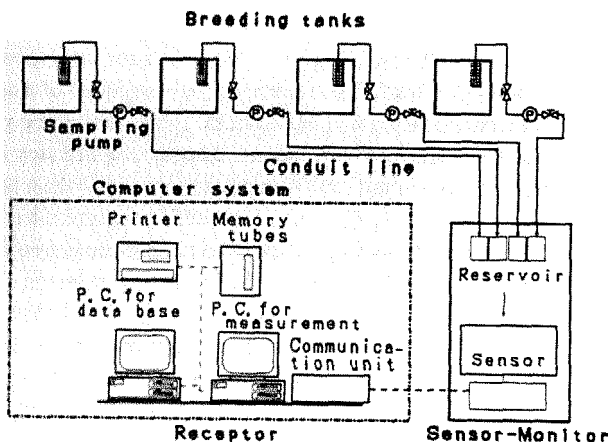 Breeding tanks
P
P
P
P
Sampling
pump
Conduit line
Computer system
Printer
Memory
tubes
Reservoir
P.C. for
data base
P.C. for
measurement
Communica-
tion unit
Sensor
Receptor
Sensor-Monitor